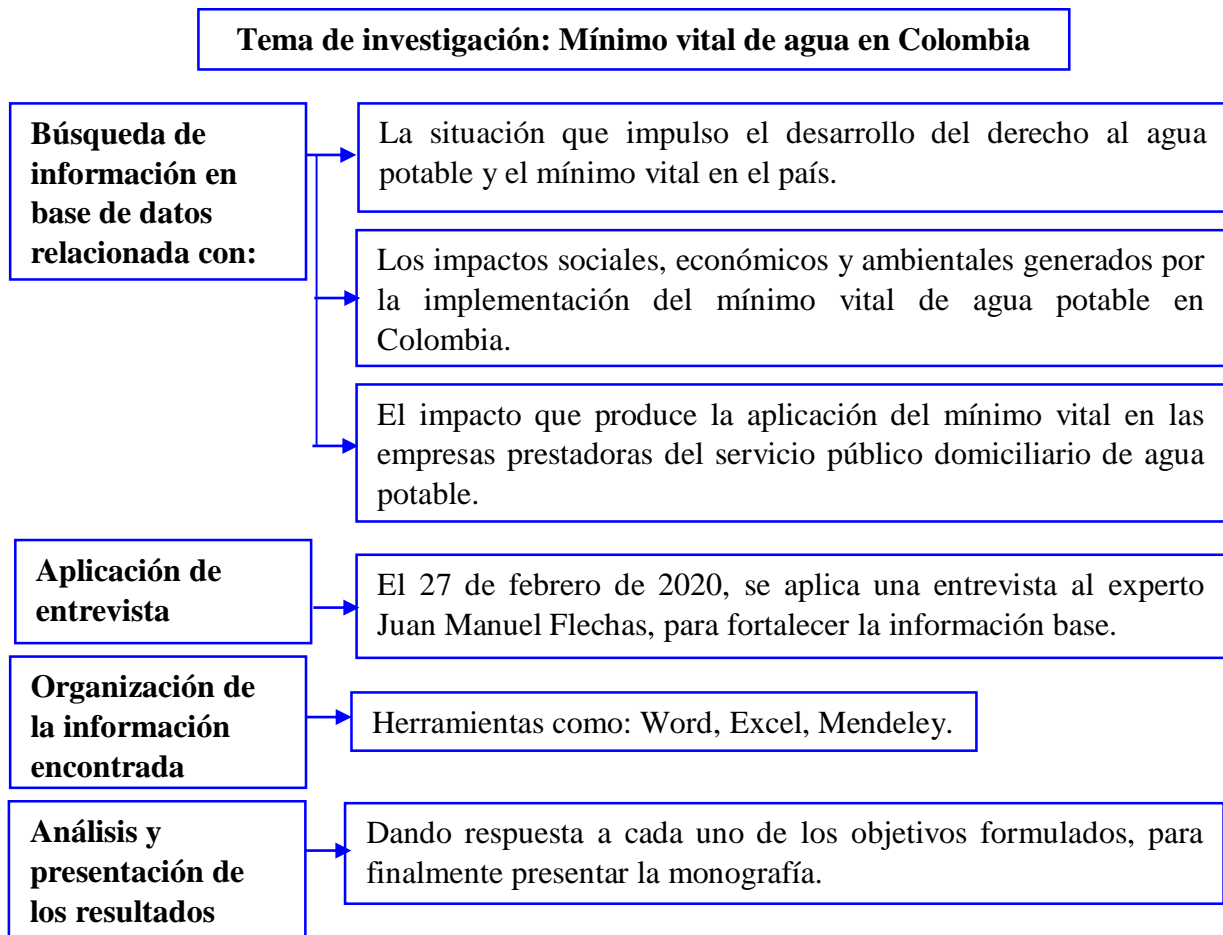 Tema de investigación: Mínimo vital de agua en Colombia
Búsqueda de
información en
base de datos
relacionada con:
La situación que impulso el desarrollo del derecho al agua
potable y el mínimo vital en el país.
Los impactos sociales, económicos y ambientales generados por
la implementación del mínimo vital de agua potable en
Colombia.
El impacto que produce la aplicación del mínimo vital en las
empresas prestadoras del servicio público domiciliario de agua
potable.
Aplicación de
entrevista
El 27 de febrero de 2020, se aplica una entrevista al experto
Juan Manuel Flechas, para fortalecer la información base.
Organización de
la información
encontrada
Herramientas como: Word, Excel, Mendeley.
Análisis y
presentación de
los resultados
Dando respuesta a cada uno de los objetivos formulados, para
finalmente presentar la monografía.